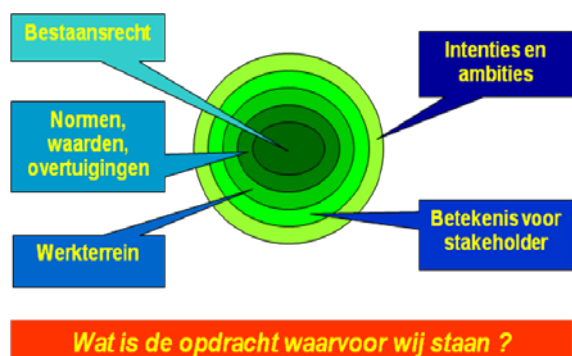 Bestaansrecht
Normen,
waarden,
overtuigingen
Werkterrein
Intenties en
ambities
Betekenis voor
stakeholder
Wat is de opdracht waarvoor wij staan ?